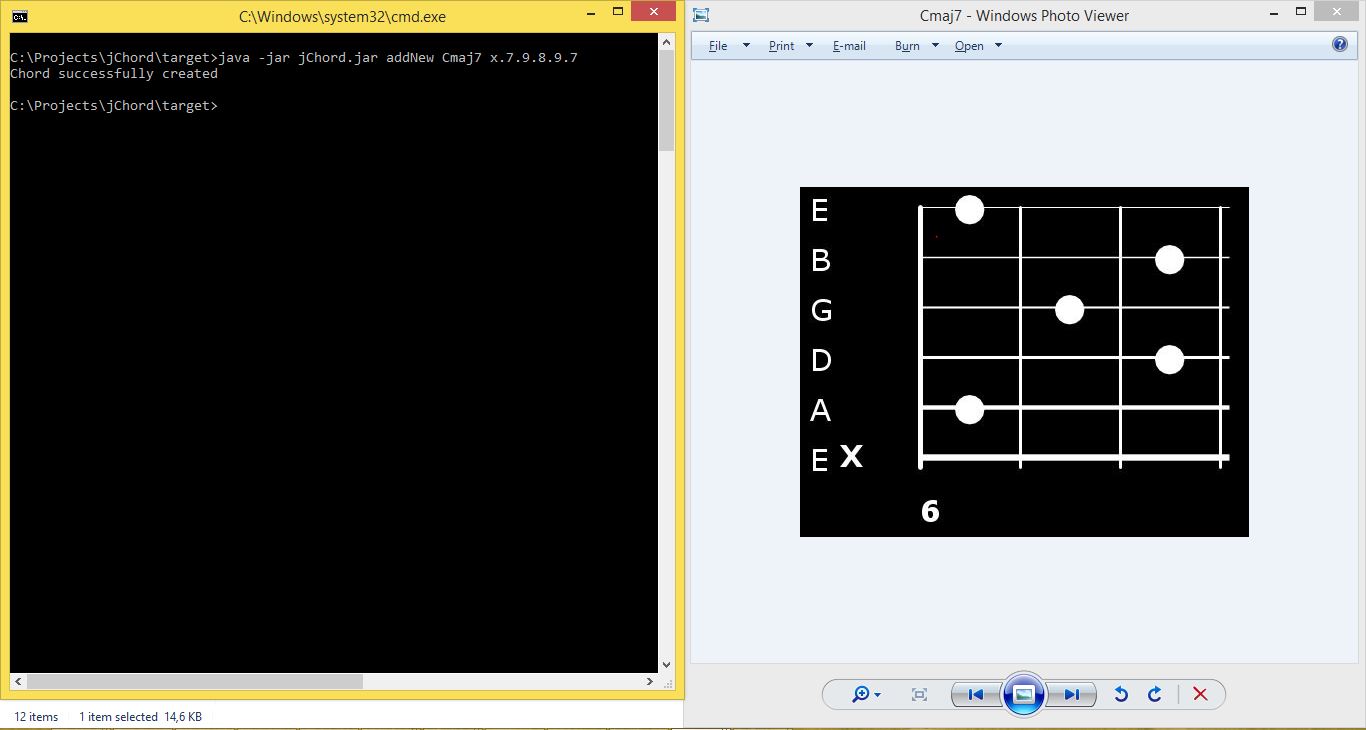 C:\Windows\system32\cmd.exe
C:\Projects\jChord\target>java -jar jChord.jar addNew Cmaj7 x.7.9.8.9.7
Chord successfully created
C:\Projects\jChord\target>
12 items 1 item selected 14,6 KB
Cmaj7 - Windows Photo Viewer
File Print E-mail Burn Open
E
B
G
D
A
E X
6